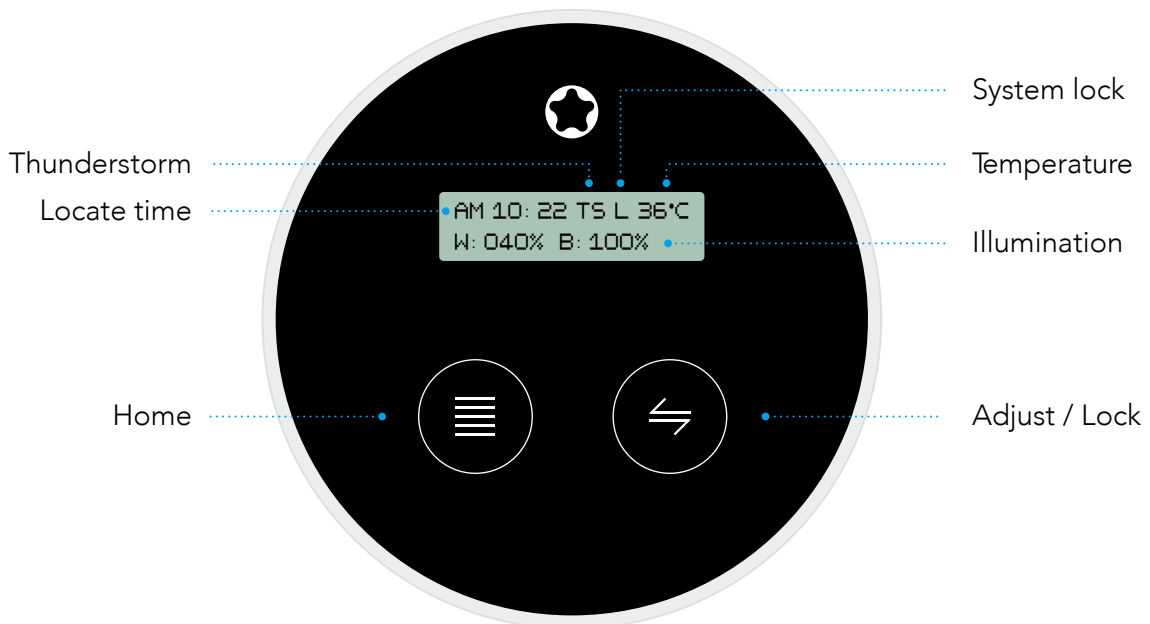 System lock
Thunderstorm
Temperature
Locate time
AM 10: 22 TS L 36°C
W: 040% B: 100%
Illumination
Home
Adjust / Lock